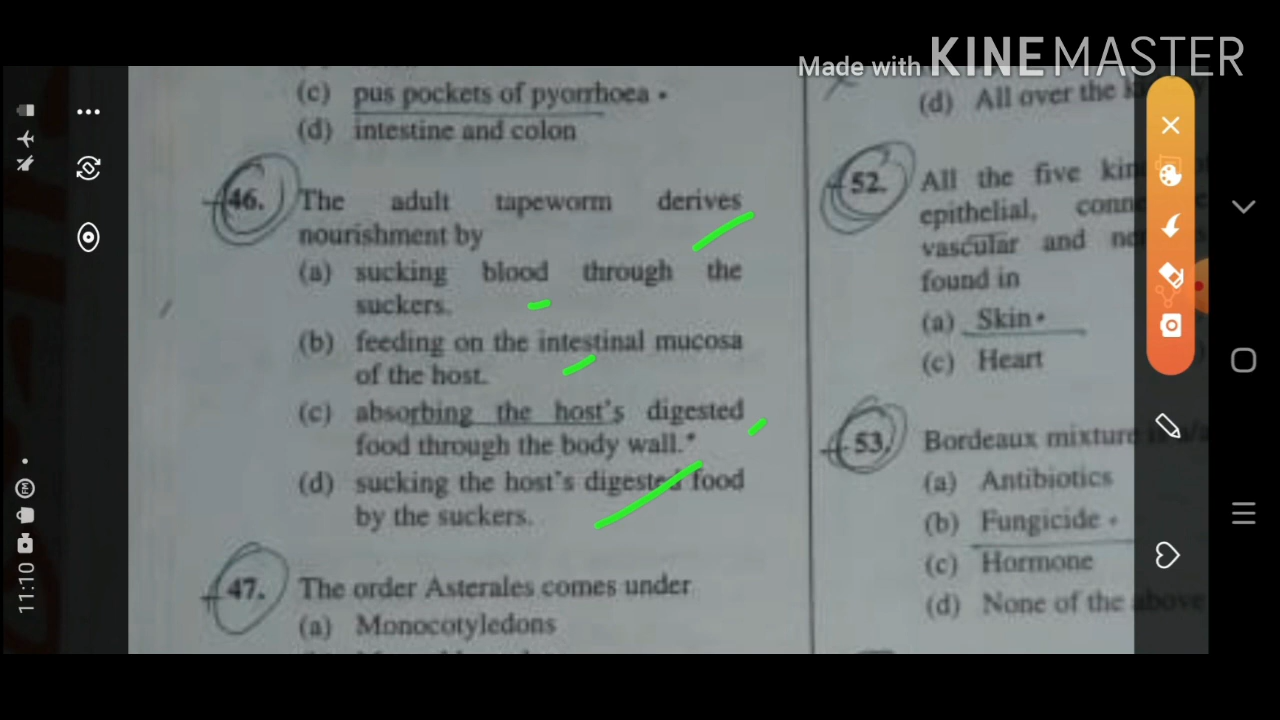 Made with KINEMASTER
(c) pus pockets of pyorrhoea
(d) intestine and colon
46. The adult tapeworm derives
nourishment by
(a) sucking blood through the
suckers.
(b) feeding on the intestinal mucosa
of the host.
(c) absorbing the host's digested
food through the body wall.
(d) sucking the host's digested food
by the suckers.
47. The order Asterales comes under
(a) Monocotyledons
(d) All over the
52. All the five
epithelial,
vascular and
found in
(a) Skin
(c) Heart
53. Bordeaux mixture
(a) Antibiotics
(b) Fungicide
(c) Hormone
(d) None of the above
11:10
FM